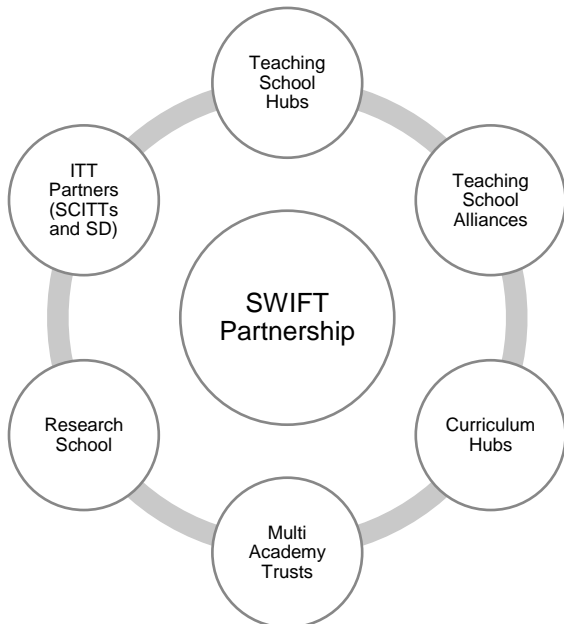 Teaching
School
Hubs
Teaching
School
Alliances
Curriculum
Hubs
Multi
Academy
Trusts
Research
School
ITT
Partners
(SCITTs
and SD)
SWIFT
Partnership